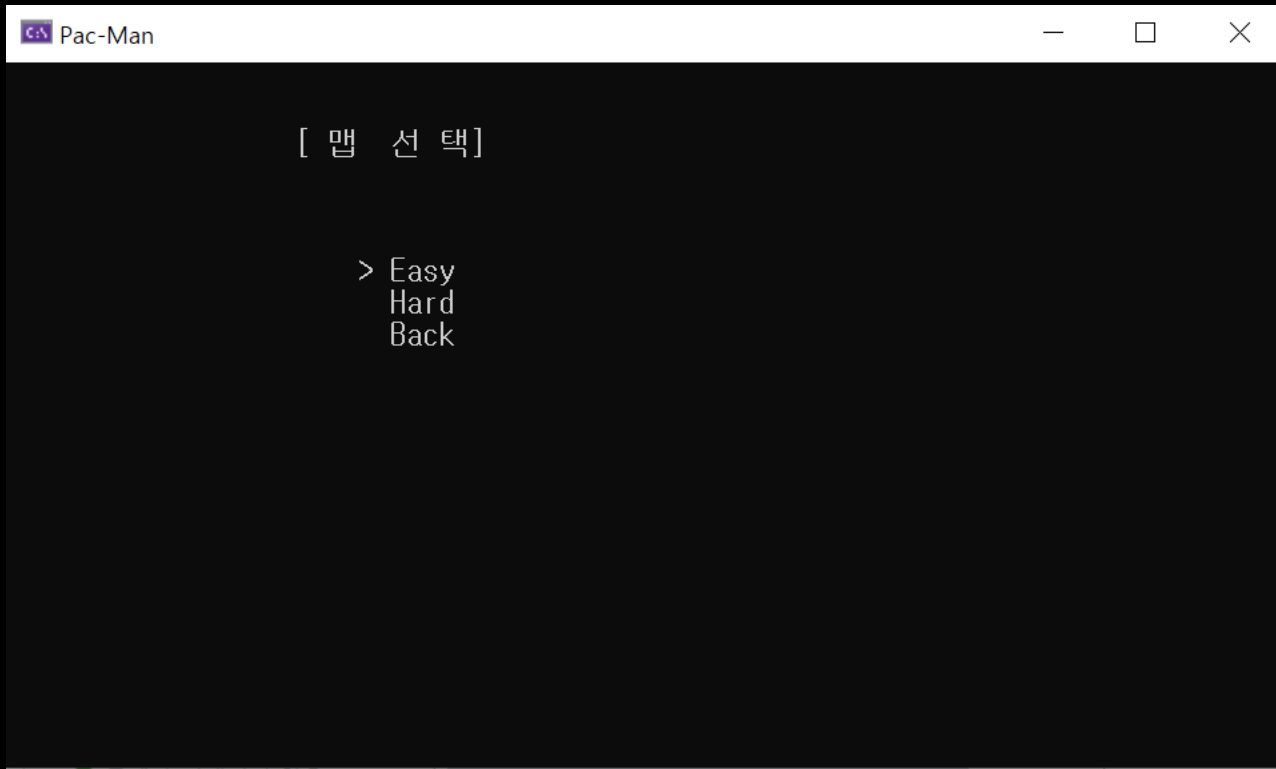 Pac-Man
[ 맵  선 택]
> Easy
Hard
Back